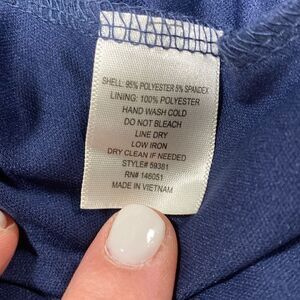 SHELL: 95% POLYESTER 5% SPANDEX
LINING: 100% POLYESTER
HAND WASH COLD
DO NOT BLEACH
LINE DRY
LOW IRON
DRY CLEAN IF NEEDED
STYLE# 59381
RN# 146051
MADE IN VIETNAM